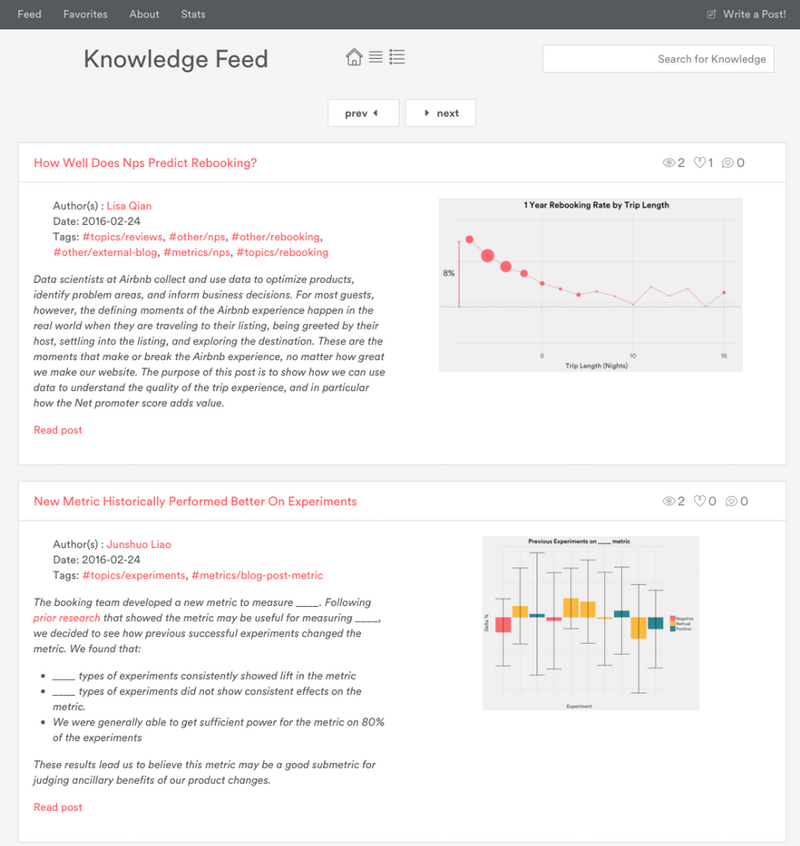 Feed Favorites About Stats Write a Post!
Knowledge Feed
Search for Knowledge
prev next
How Well Does Nps Predict Rebooking?
2 1 0
Author(s) : Lisa Qian
Date: 2016-02-24
Tags: #topics/reviews, #other/nps, #other/rebooking,
#other/external-blog, #metrics/nps, #topics/rebooking
Data scientists at Airbnb collect and use data to optimize products,
identify problem areas, and inform business decisions. For most guests,
however, the defining moments of the Airbnb experience happen in the
real world when they are traveling to their listing, being greeted by their
host, settling into the listing, and exploring the destination. These are the
moments that make or break the Airbnb experience, no matter how great
we make our website. The purpose of this post is to show how we can use
data to understand the quality of the trip experience, and in particular
how the Net promoter score adds value.
Read post
1 Year Rebooking Rate by Trip Length
8%
5 10 15
Trip Length (Nights)
New Metric Historically Performed Better On Experiments
2 0 0
Author(s) : Junshuo Liao
Date: 2016-02-24
Tags: #topics/experiments, #metrics/blog-post-metric
The booking team developed a new metric to measure ____. Following
prior research that showed the metric may be useful for measuring ____,
we decided to see how previous successful experiments changed the
metric. We found that:
• ____ types of experiments consistently showed lift in the metric
• ____ types of experiments did not show consistent effects on the
metric.
• We were generally able to get sufficient power for the metric on 80%
of the experiments
These results lead us to believe this metric may be a good submetric for
judging ancillary benefits of our product changes.
Read post
Previous Experiments on ____ metric
Delta %
Experiment
Negative
Neutral
Positive